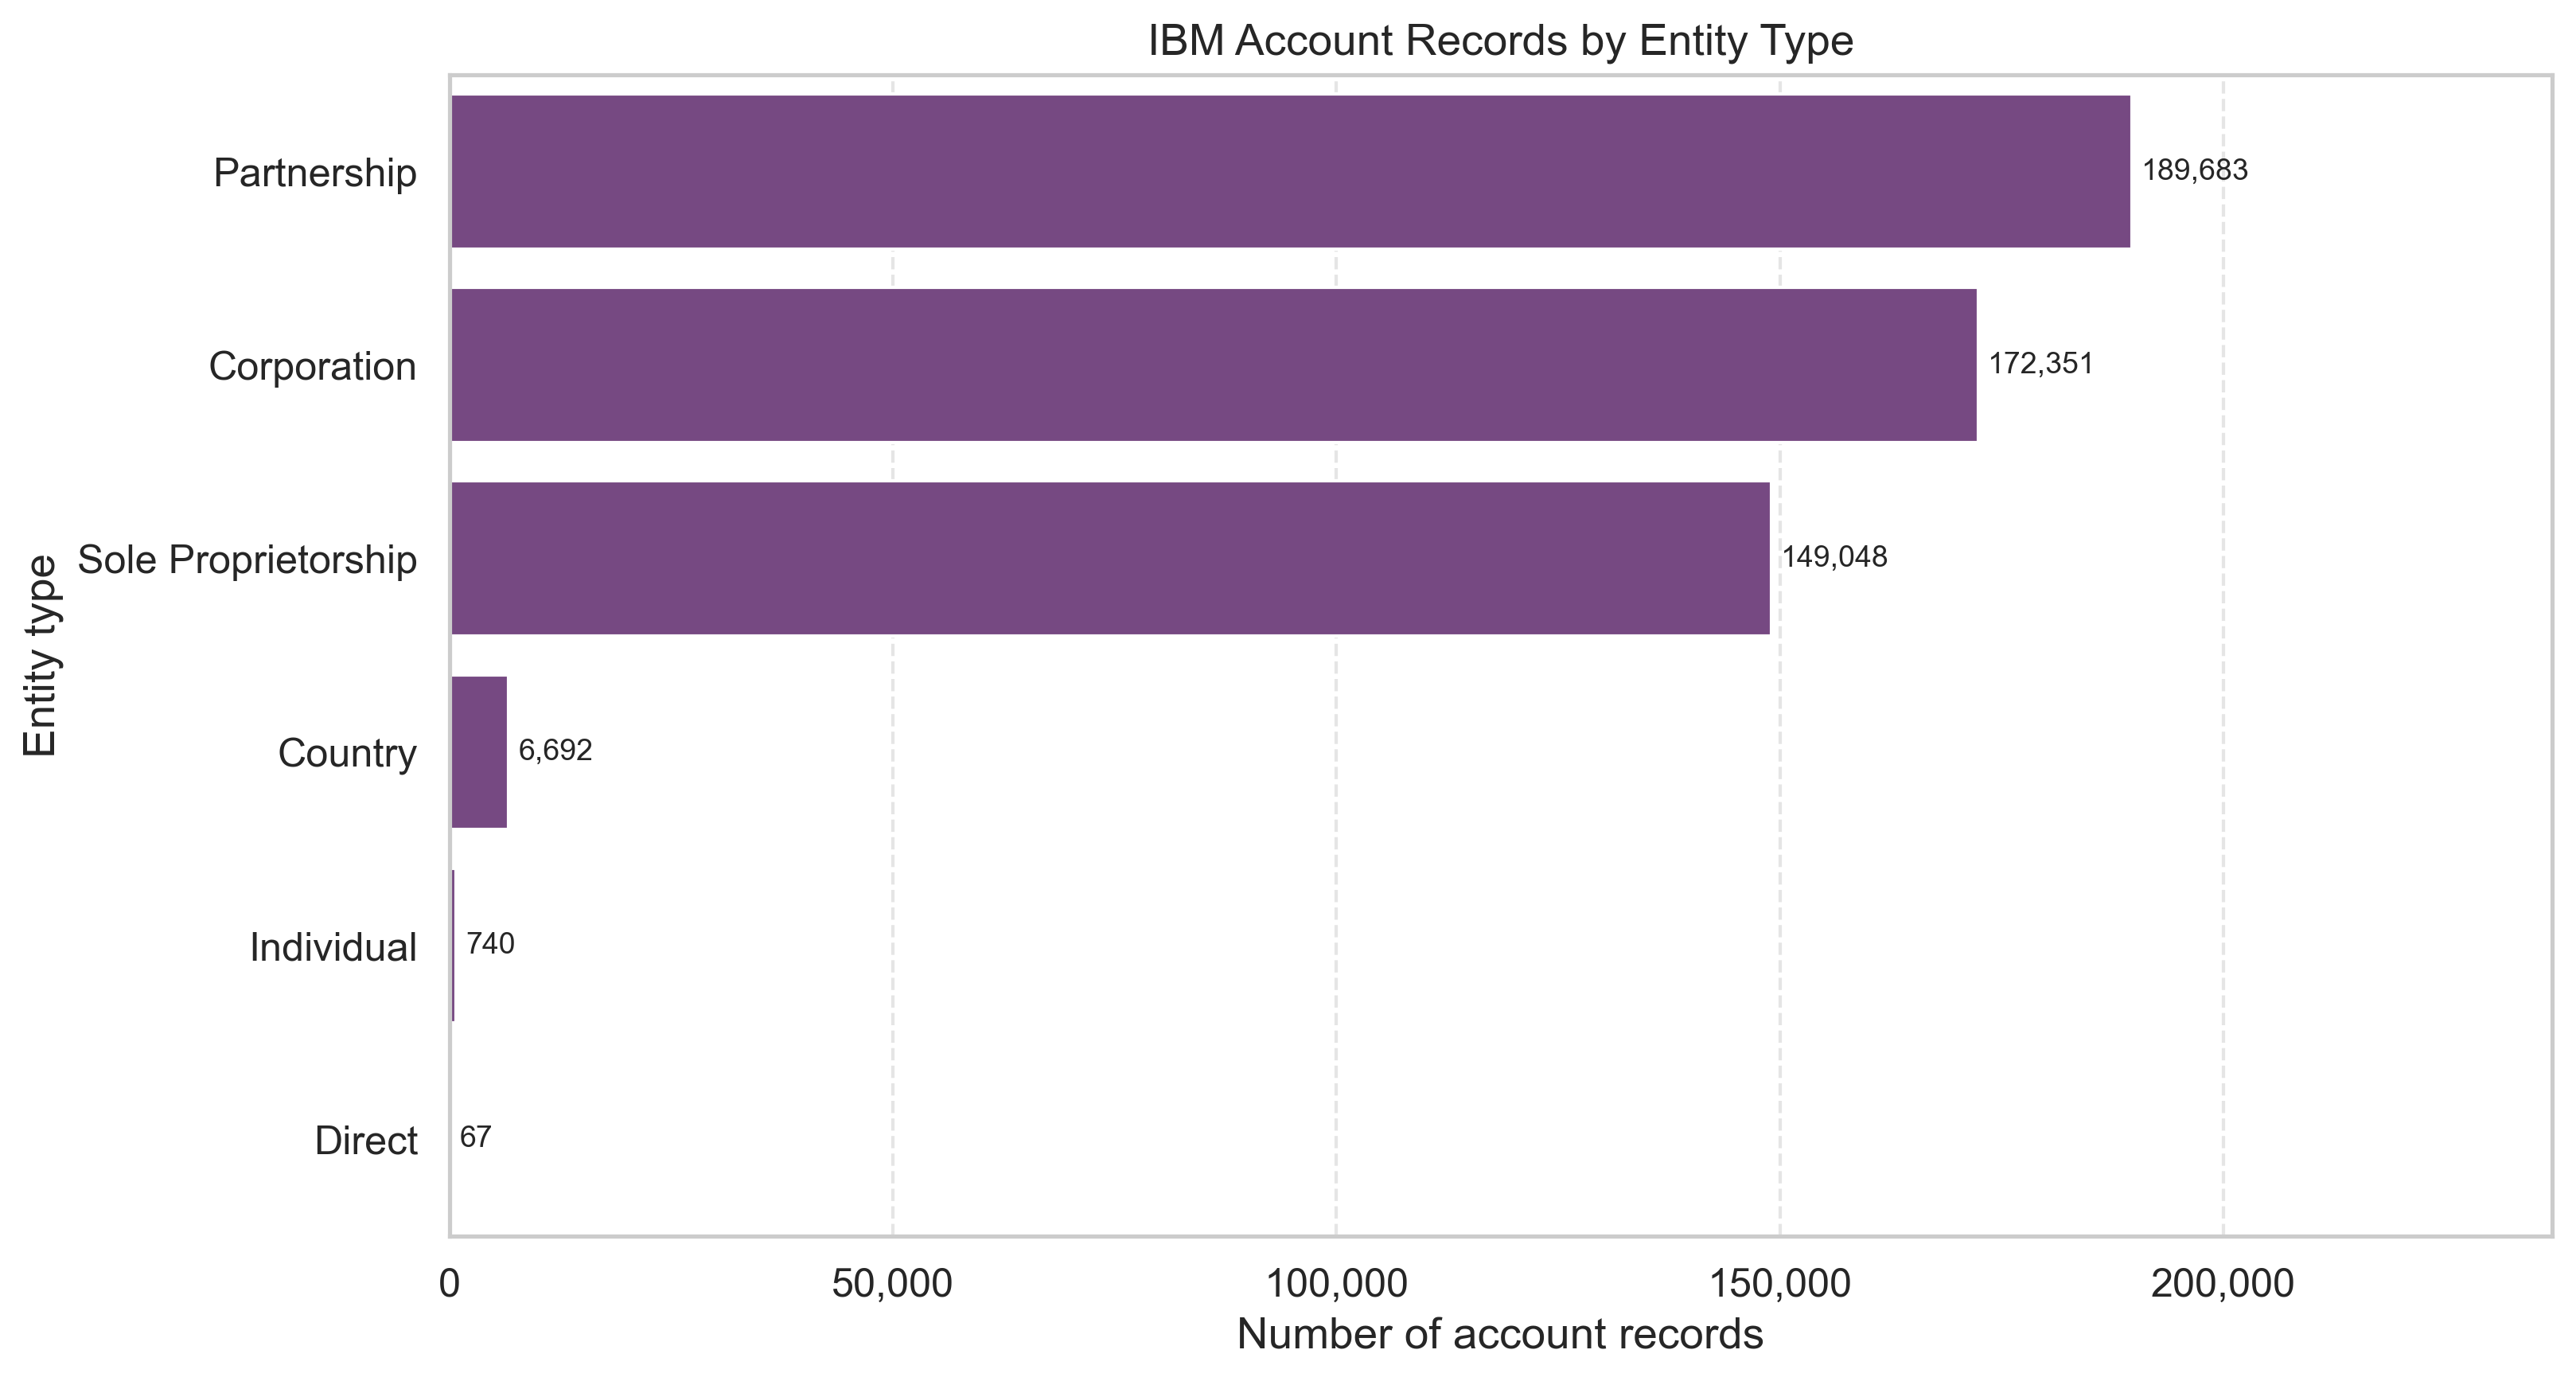 IBM Account Records by Entity Type
Partnership
189,683
Corporation
172,351
Sole Proprietorship
149,048
Country
6,692
Individual
740
Direct
67
Entity type
0 50,000 100,000 150,000 200,000
Number of account records